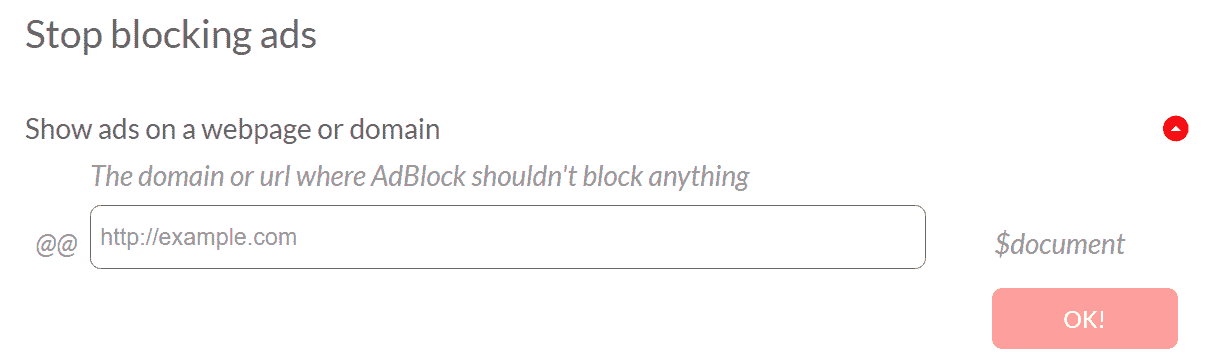 Stop blocking ads
Show ads on a webpage or domain
The domain or url where AdBlock shouldn't block anything
@@ http://example.com $document
OK!